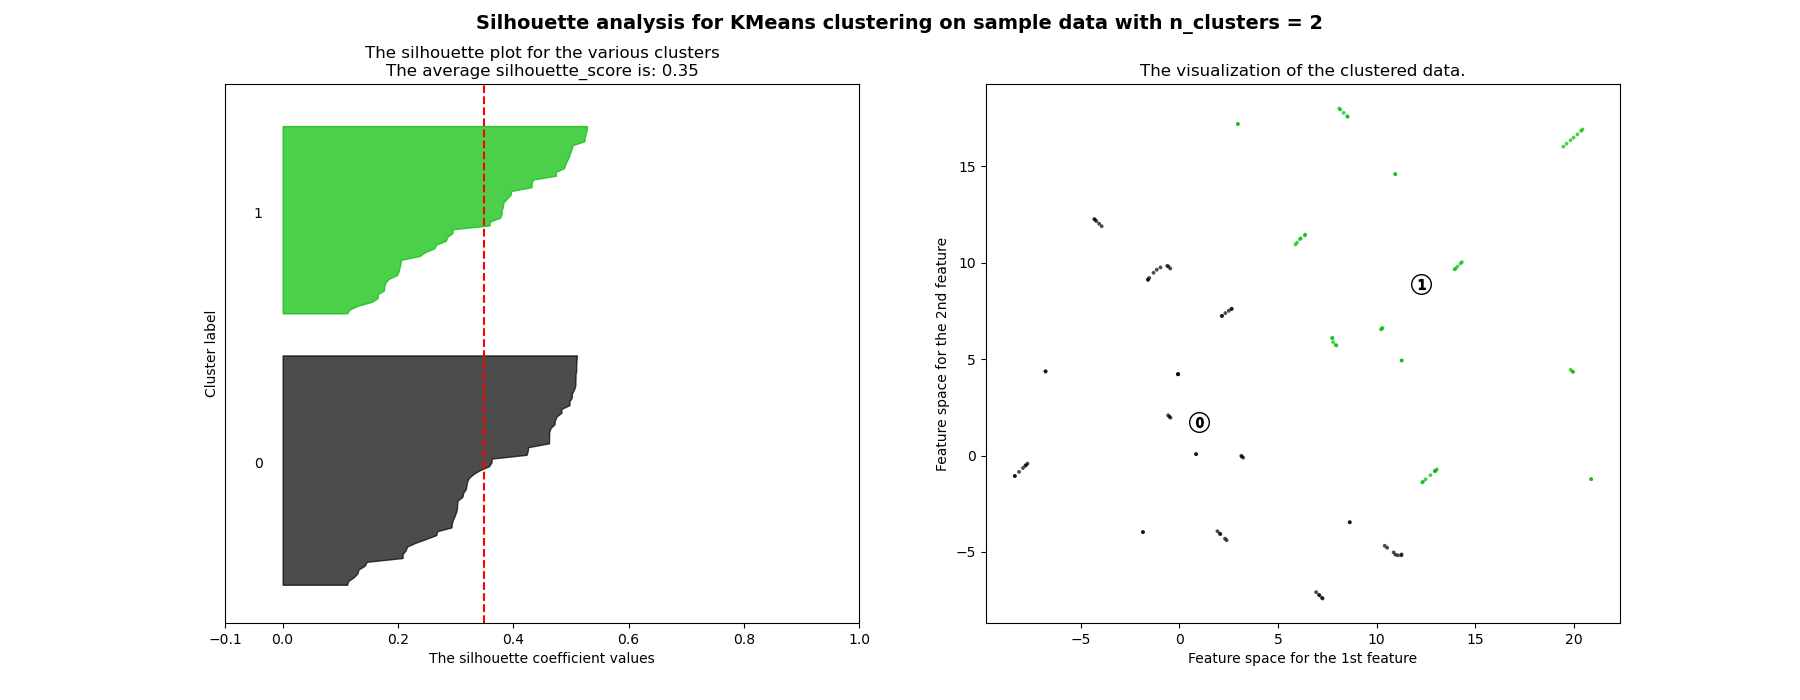 Silhouette analysis for KMeans clustering on sample data with n_clusters = 2
The silhouette plot for the various clusters
The average silhouette_score is: 0.35
1
0
Cluster label
−0.1 0.0 0.2 0.4 0.6 0.8 1.0
The silhouette coefficient values
The visualization of the clustered data.
15
10
5
0
−5
Feature space for the 2nd feature
1
0
−5 0 5 10 15 20
Feature space for the 1st feature